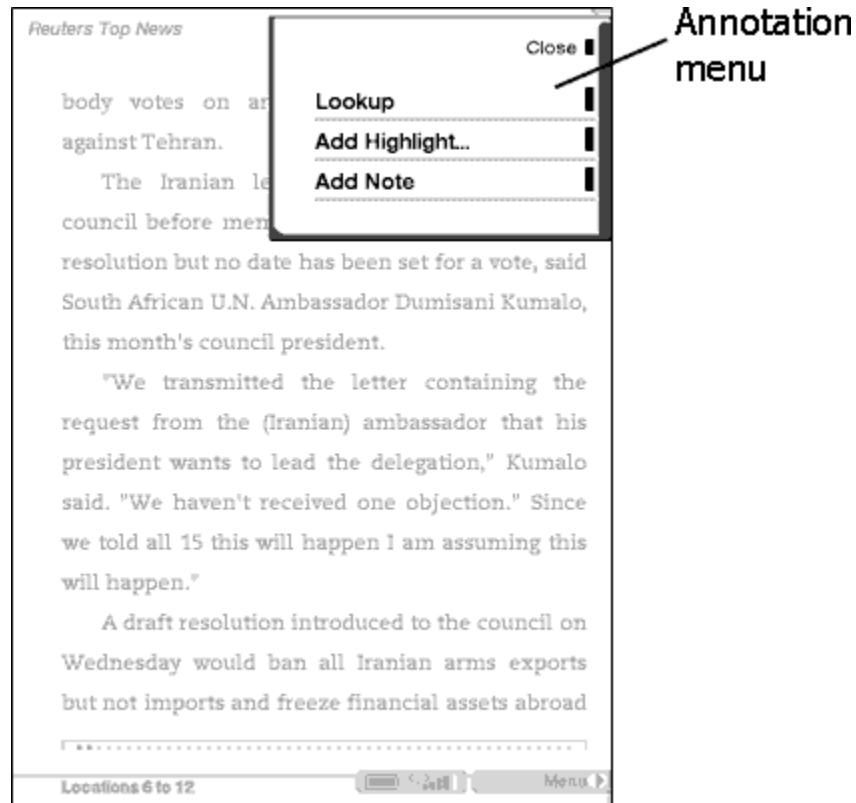 Reuters Top News
Close
Lookup
Add Highlight...
Add Note
Annotation
menu
body votes on
against Tehran.
The Iranian
council before
resolution but no date has been set for a vote, said
South African U.N. Ambassador Dumisani Kumalo,
this month's council president.
"We transmitted the letter containing the
request from the (Iranian) ambassador that his
president wants to lead the delegation," Kumalo
said. "We haven't received one objection." Since
we told all 15 this will happen I am assuming this
will happen."
A draft resolution introduced to the council on
Wednesday would ban all Iranian arms exports
but not imports and freeze financial assets abroad
Locations 6 to 12
Menu